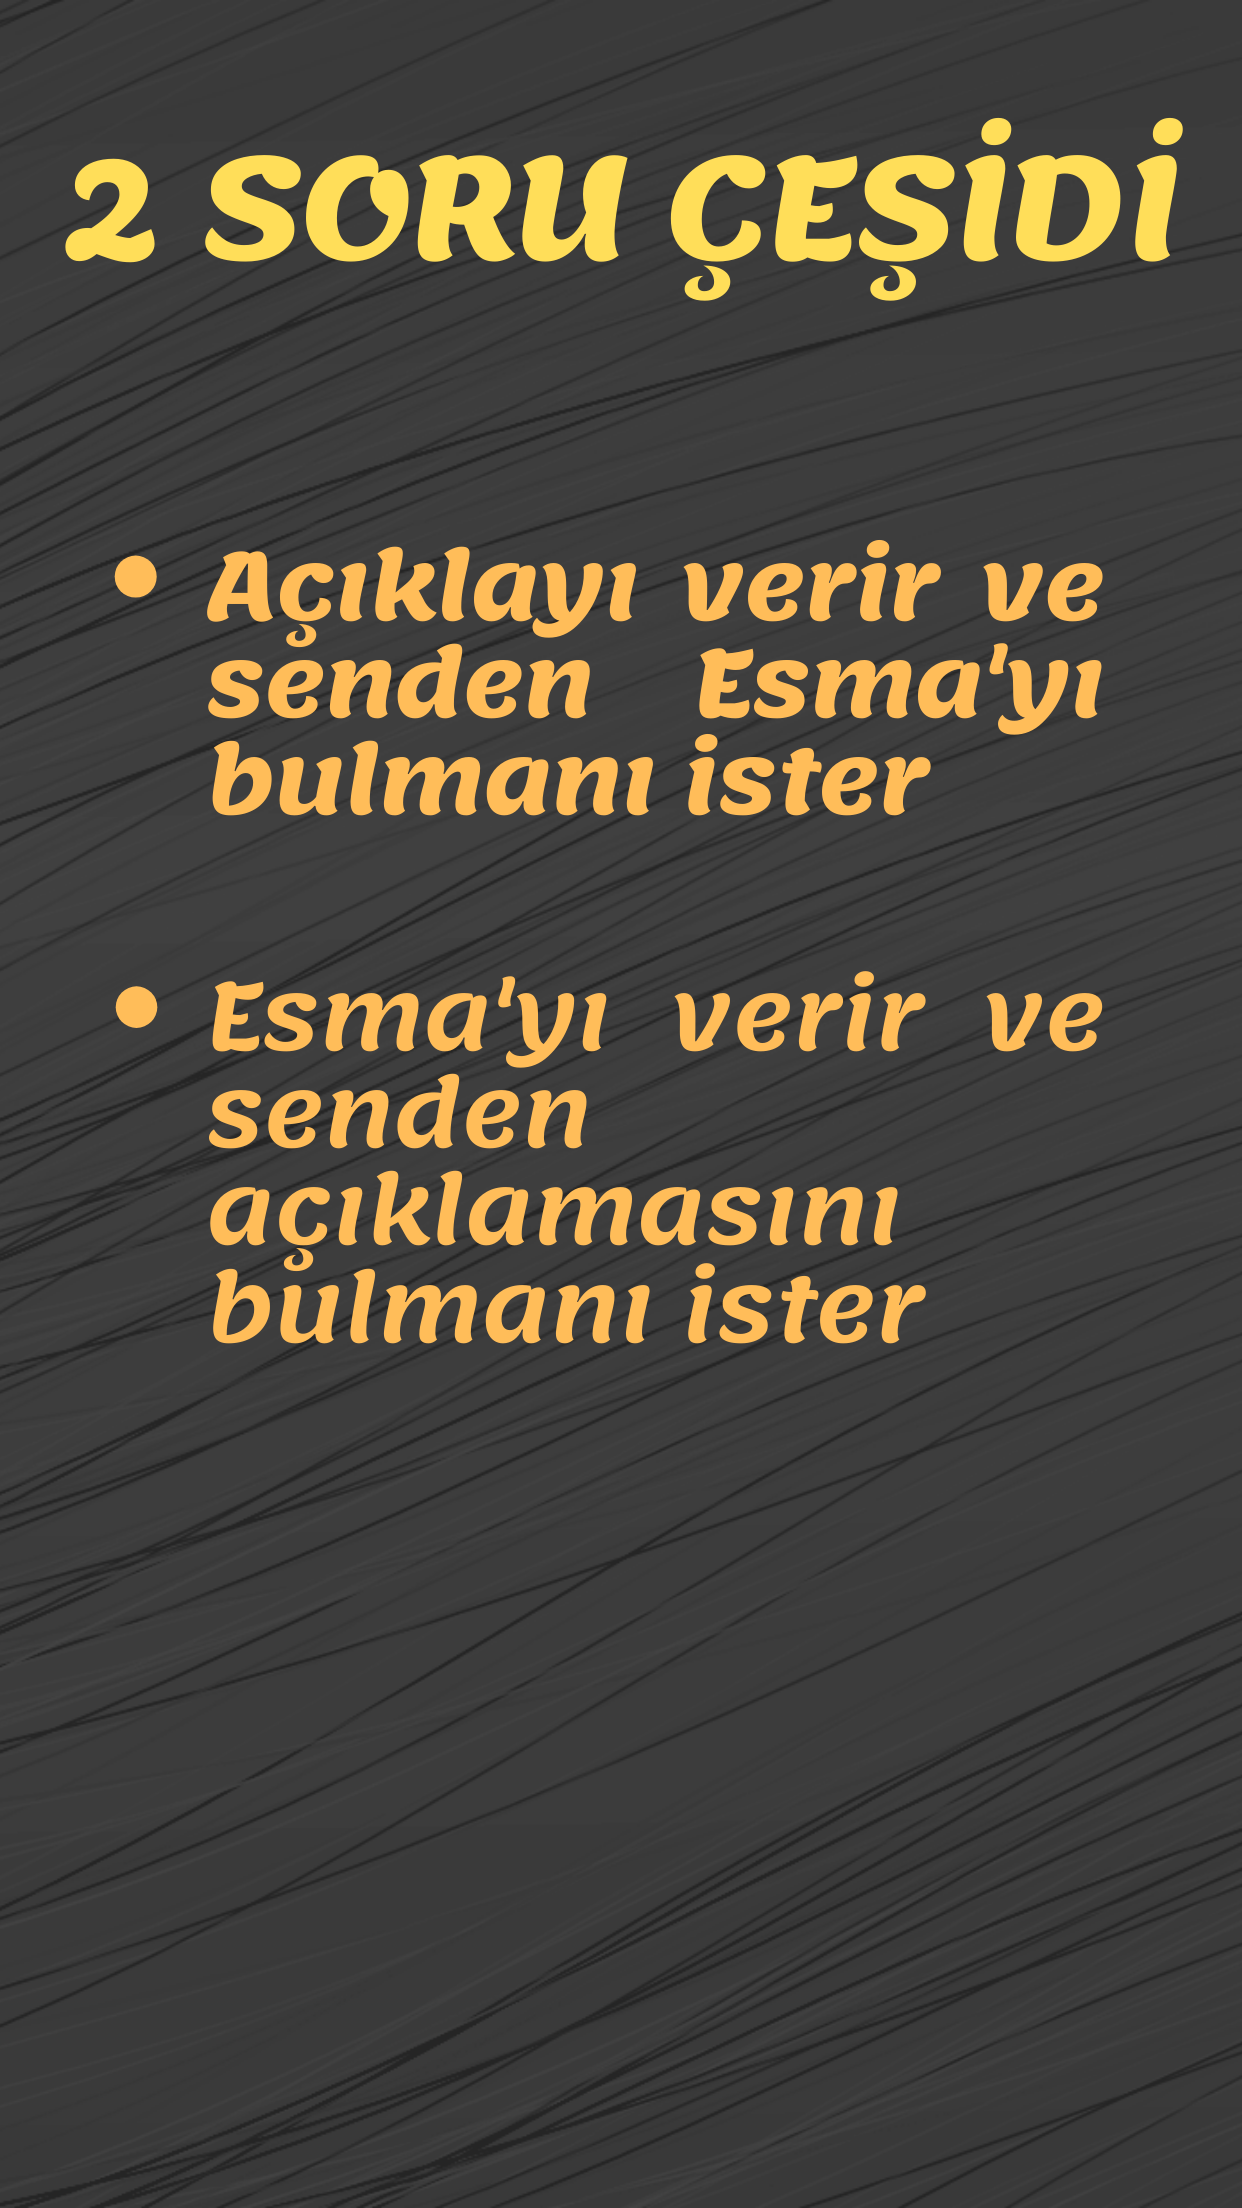 2 SORU ÇEŞİDİ
• Açıklayı verir ve
senden Esma'yı
bulmanı ister
• Esma'yı verir ve
senden
açıklamasını
bulmanı ister